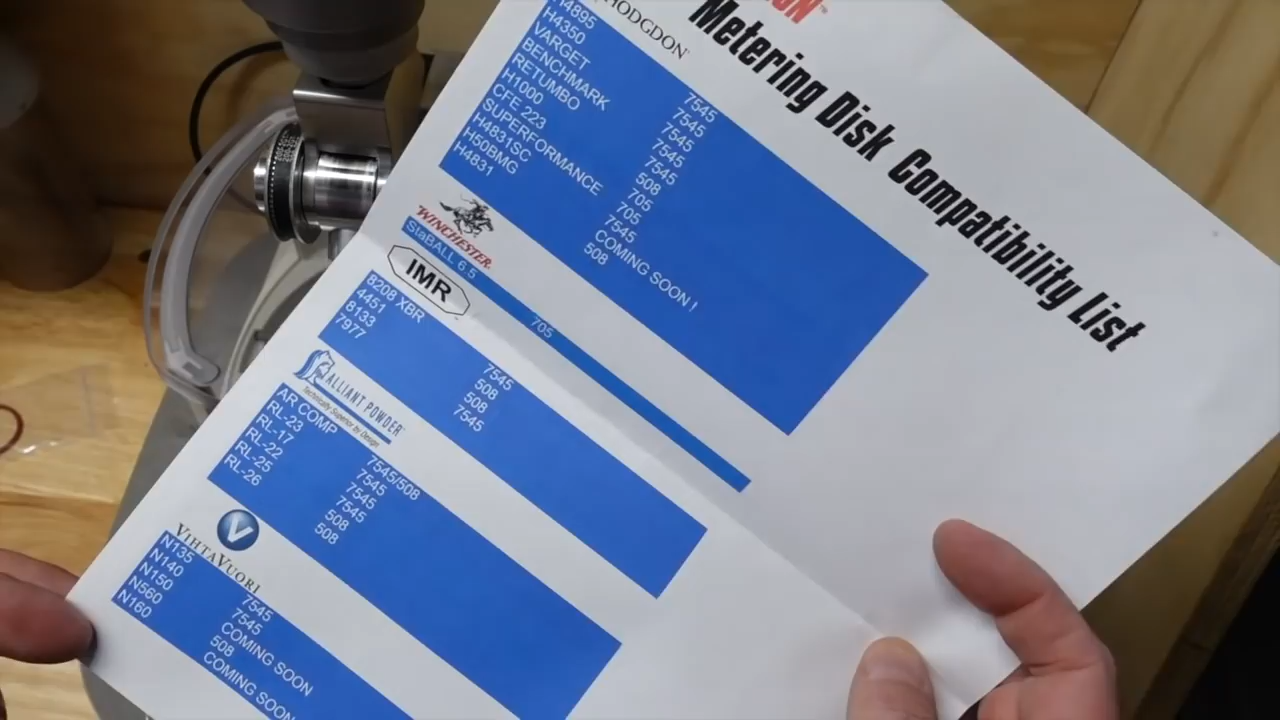 Metering Disk Compatibility List
HODGDON
H4895 7545
H4350 7545
VARGET 7545
BENCHMARK 7545
RETUMBO 7545
H1000 508
CFE 223 705
SUPERFORMANCE 705
H4831SC 7545
H50BMG COMING SOON !
H4831 508
WINCHESTER
StaBALL 6.5 705
IMR
8208 XBR 7545
4451 508
8133 508
7977 7545
ALLIANT POWDER
Technically Superior by Design
AR COMP 7545/508
RL-23 7545
RL-17 7545
RL-22 7545
RL-25 508
RL-26 508
VIHTAVUORI
N135 7545
N140 7545
N150 COMING SOON
N560 508
N160 COMING SOON